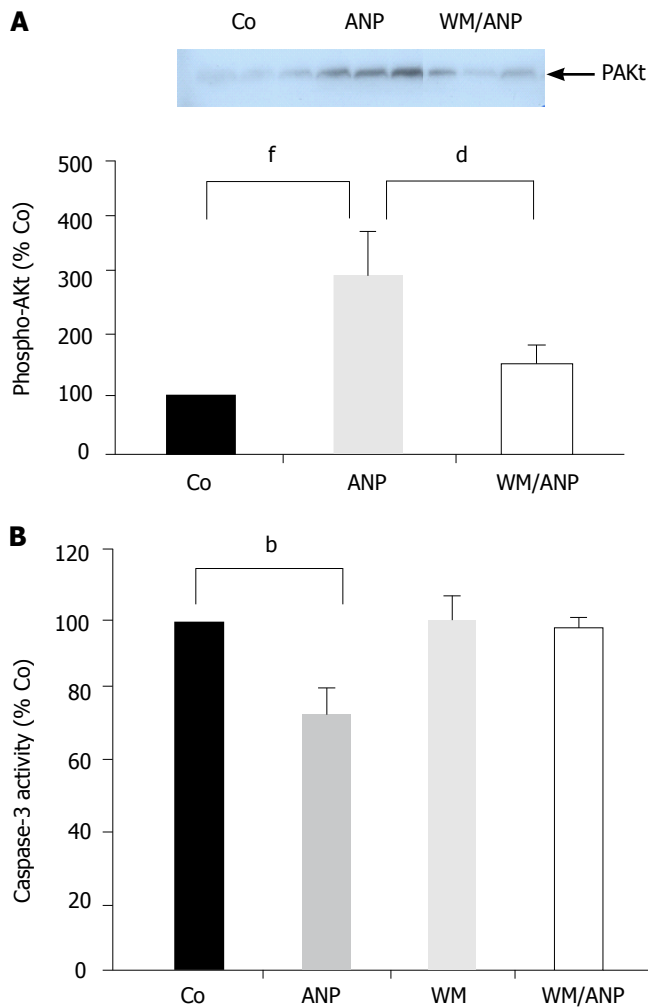 A
Co ANP WM/ANP
PAKt
500
400
300
200
100
0
Phospho-AKt (% Co)
f d
Co ANP WM/ANP
B
120
100
80
60
40
20
0
Caspase-3 activity (% Co)
b
Co ANP WM WM/ANP